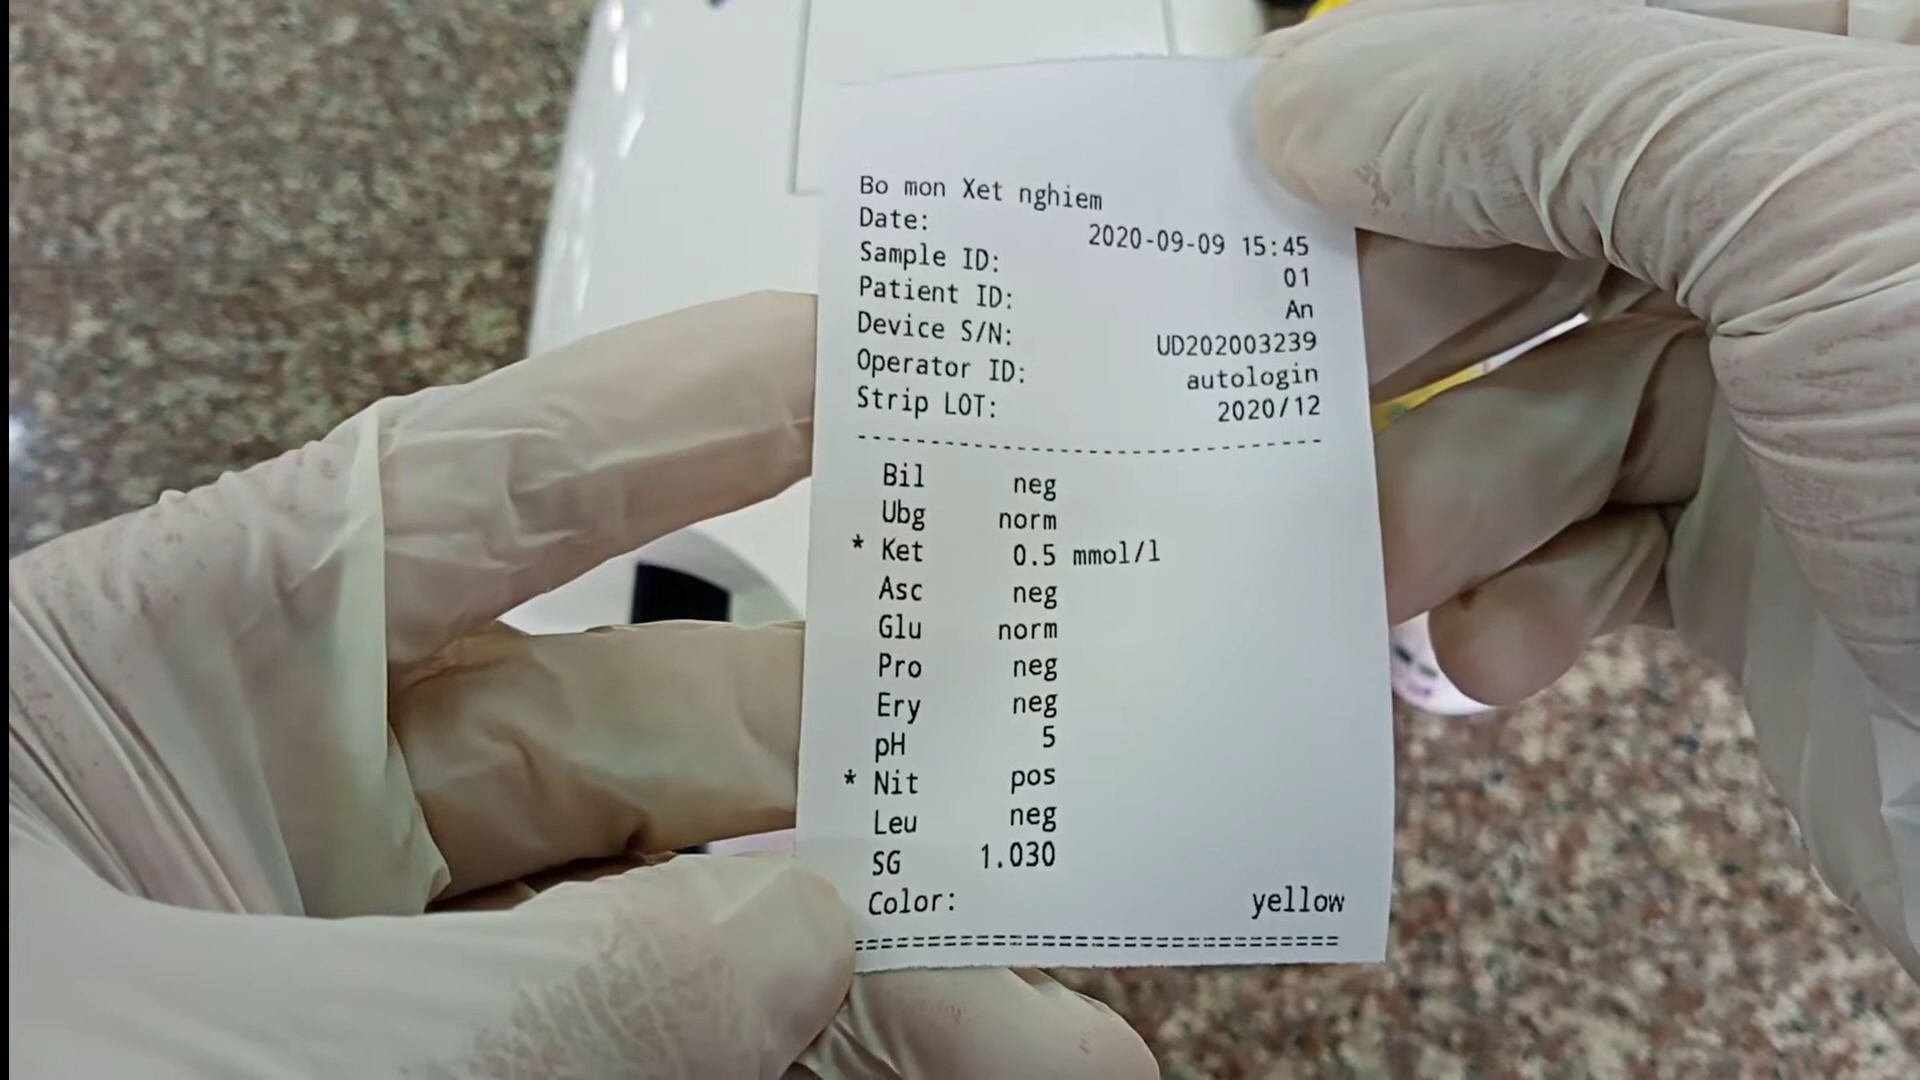 Bo mon Xet nghiem
Date: 2020-09-09 15:45
Sample ID: 01
Patient ID: An
Device S/N: UD202003239
Operator ID: autologin
Strip LOT: 2020/12
--------------------------------
Bil neg
Ubg norm
* Ket 0.5 mmol/l
Asc neg
Glu norm
Pro neg
Ery neg
pH 5
* Nit pos
Leu neg
SG 1.030
Color: yellow
================================